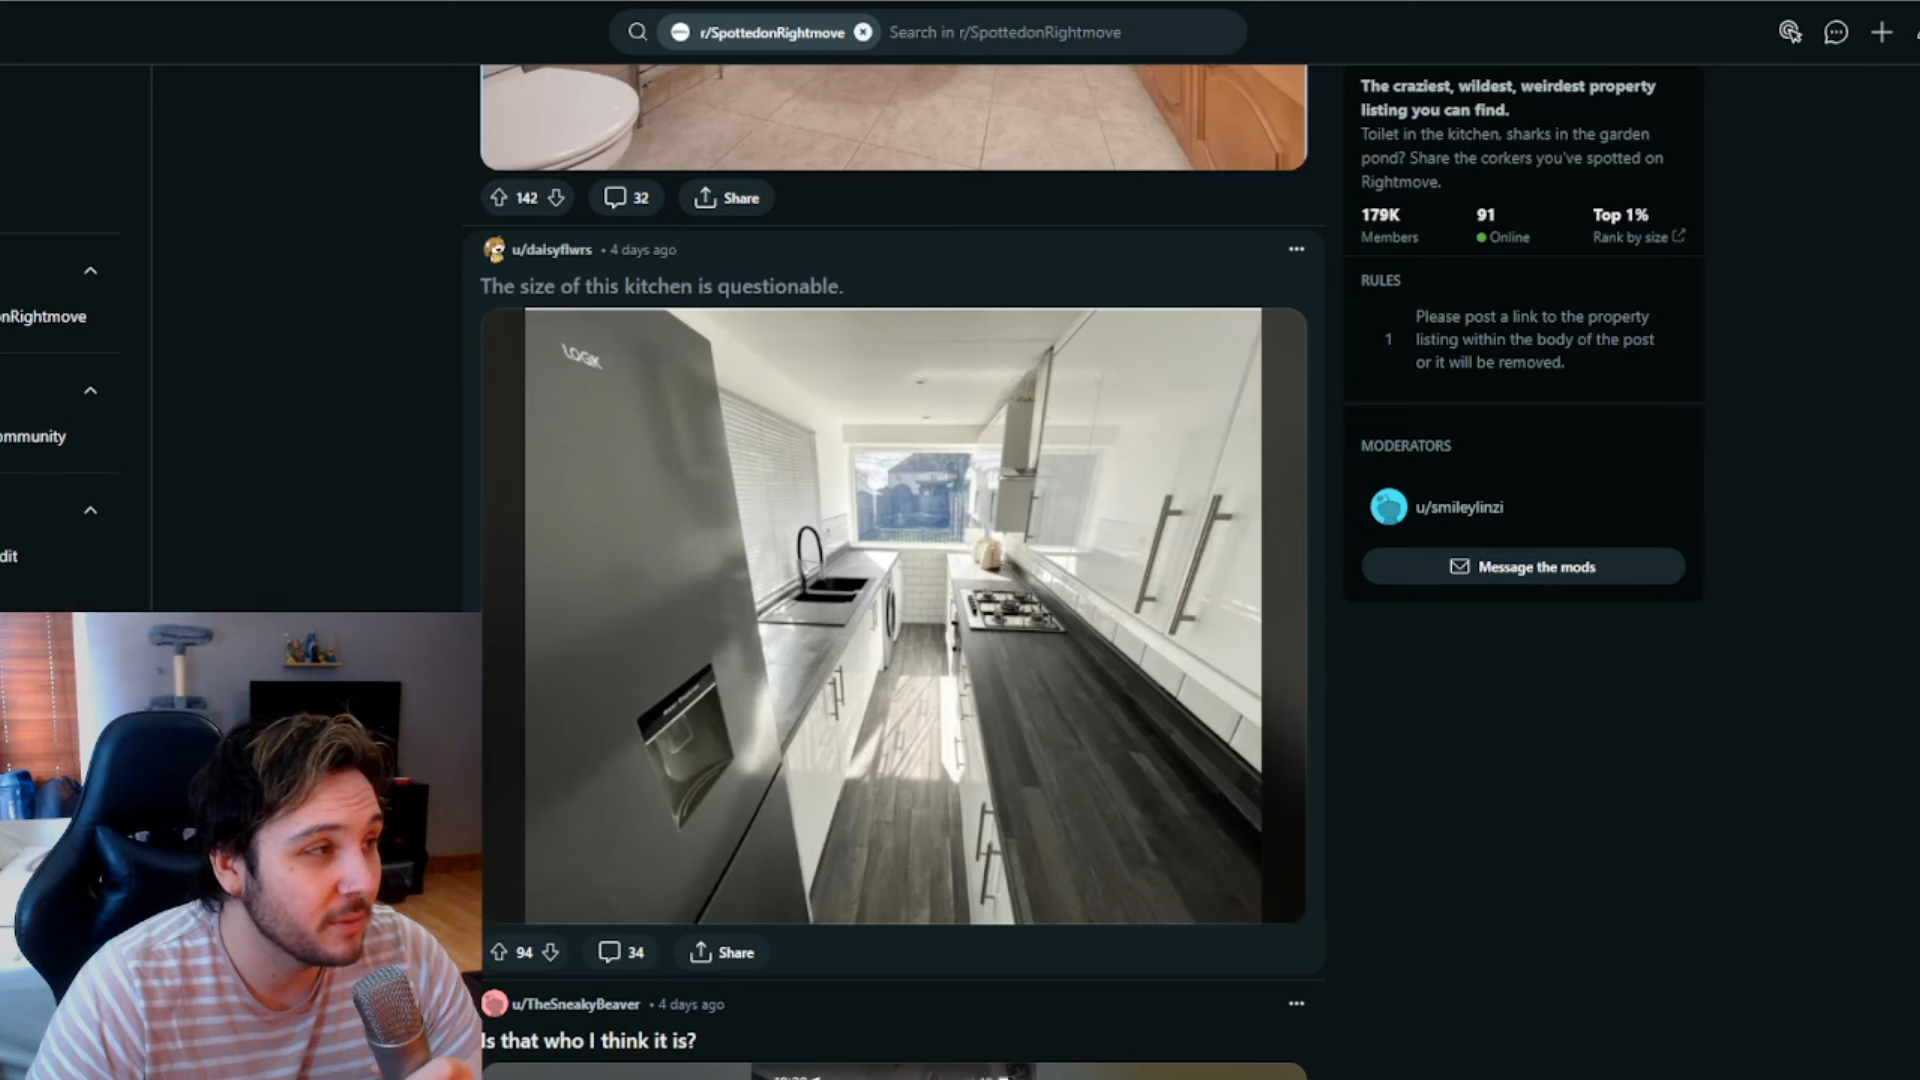 r/SpottedonRightmove
Search in r/SpottedonRightmove
nRightmove
ommunity
dit
142
32
Share
u/daisyflwrs • 4 days ago
The size of this kitchen is questionable.
LOGIK
94
34
Share
u/TheSneakyBeaver • 4 days ago
Is that who I think it is?
The craziest, wildest, weirdest property
listing you can find.
Toilet in the kitchen, sharks in the garden
pond? Share the corkers you've spotted on
Rightmove.
179K 91 Top 1%
Members Online Rank by size
RULES
1 Please post a link to the property
listing within the body of the post
or it will be removed.
MODERATORS
u/smileylinzi
Message the mods